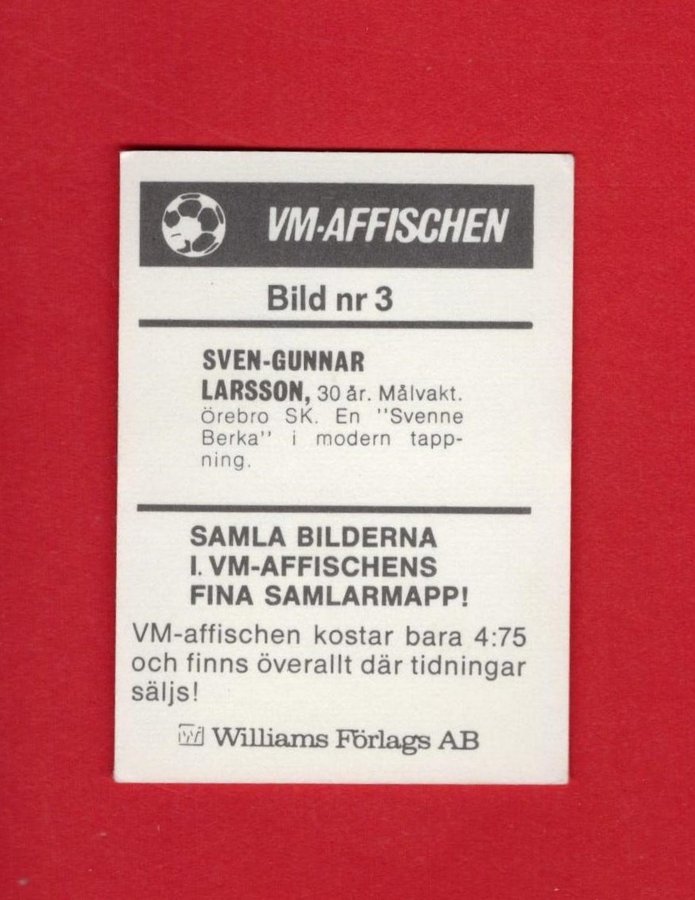 VM-AFFISCHEN
Bild nr 3
SVEN-GUNNAR
LARSSON, 30 år. Målvakt.
Örebro SK. En "Svenne
Berka" i modern tapp-
ning.
SAMLA BILDERNA
I. VM-AFFISCHENS
FINA SAMLARMAPP!
VM-affischen kostar bara 4:75
och finns överallt där tidningar
säljs!
W Williams Förlags AB